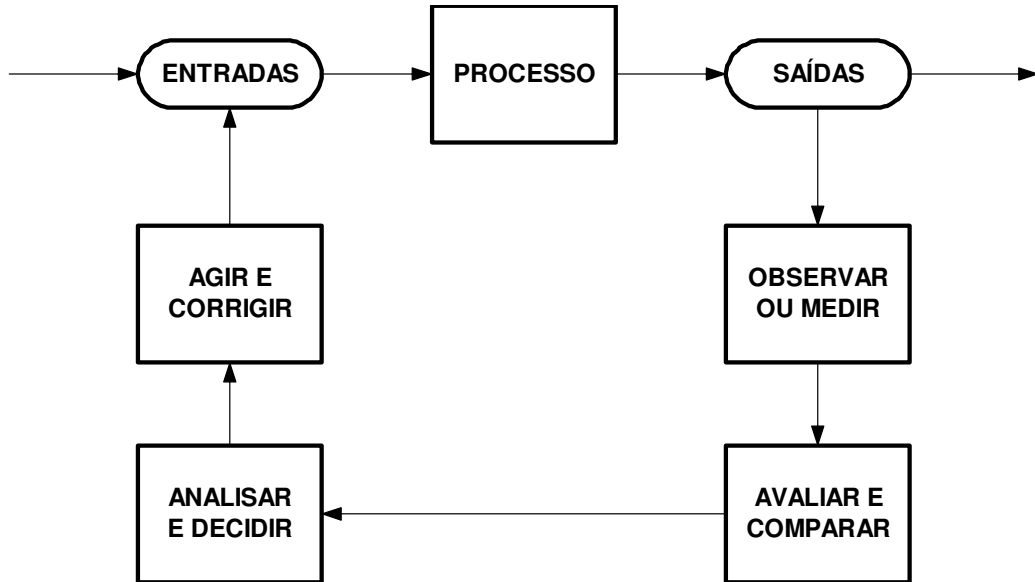 ENTRADAS
PROCESSO
SAÍDAS
AGIR E
CORRIGIR
OBSERVAR
OU MEDIR
ANALISAR
E DECIDIR
AVALIAR E
COMPARAR